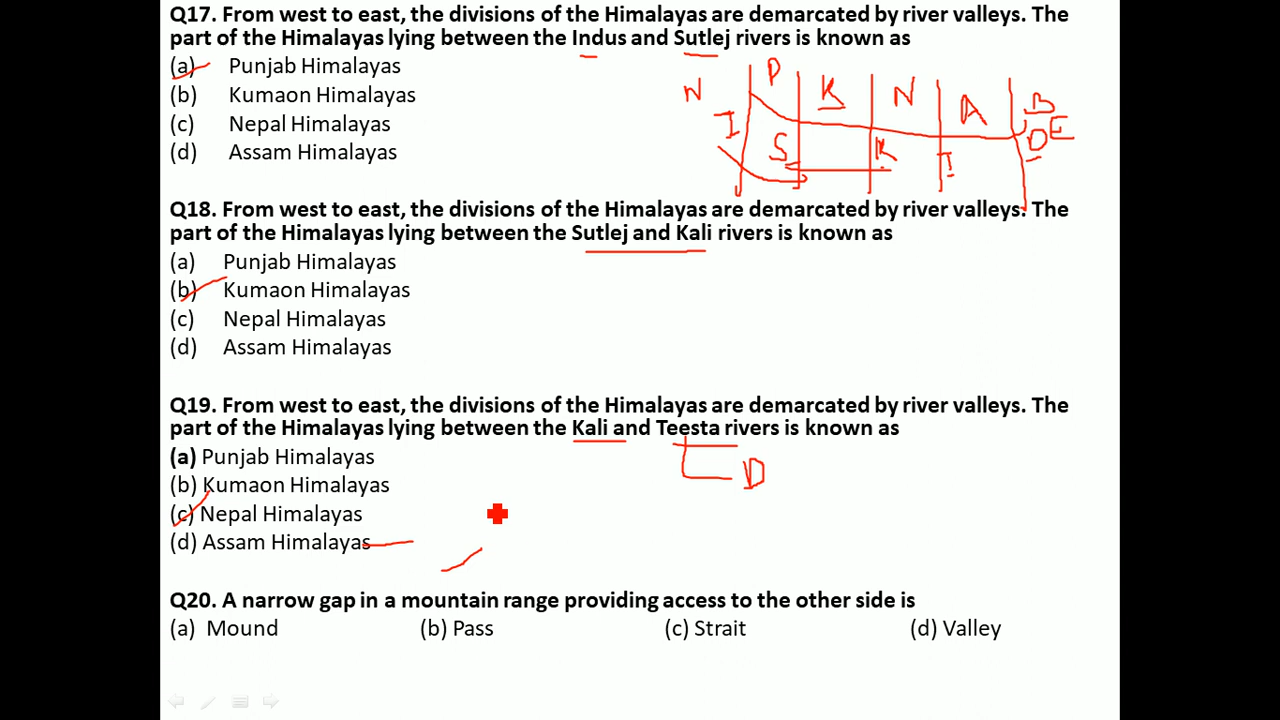 Q17. From west to east, the divisions of the Himalayas are demarcated by river valleys. The
part of the Himalayas lying between the Indus and Sutlej rivers is known as
(a) Punjab Himalayas
(b) Kumaon Himalayas
(c) Nepal Himalayas
(d) Assam Himalayas
N P K N A B
I S K T D E
Q18. From west to east, the divisions of the Himalayas are demarcated by river valleys. The
part of the Himalayas lying between the Sutlej and Kali rivers is known as
(a) Punjab Himalayas
(b) Kumaon Himalayas
(c) Nepal Himalayas
(d) Assam Himalayas
Q19. From west to east, the divisions of the Himalayas are demarcated by river valleys. The
part of the Himalayas lying between the Kali and Teesta rivers is known as
(a) Punjab Himalayas
D
(b) Kumaon Himalayas
(c) Nepal Himalayas
(d) Assam Himalayas
Q20. A narrow gap in a mountain range providing access to the other side is
(a) Mound (b) Pass (c) Strait (d) Valley